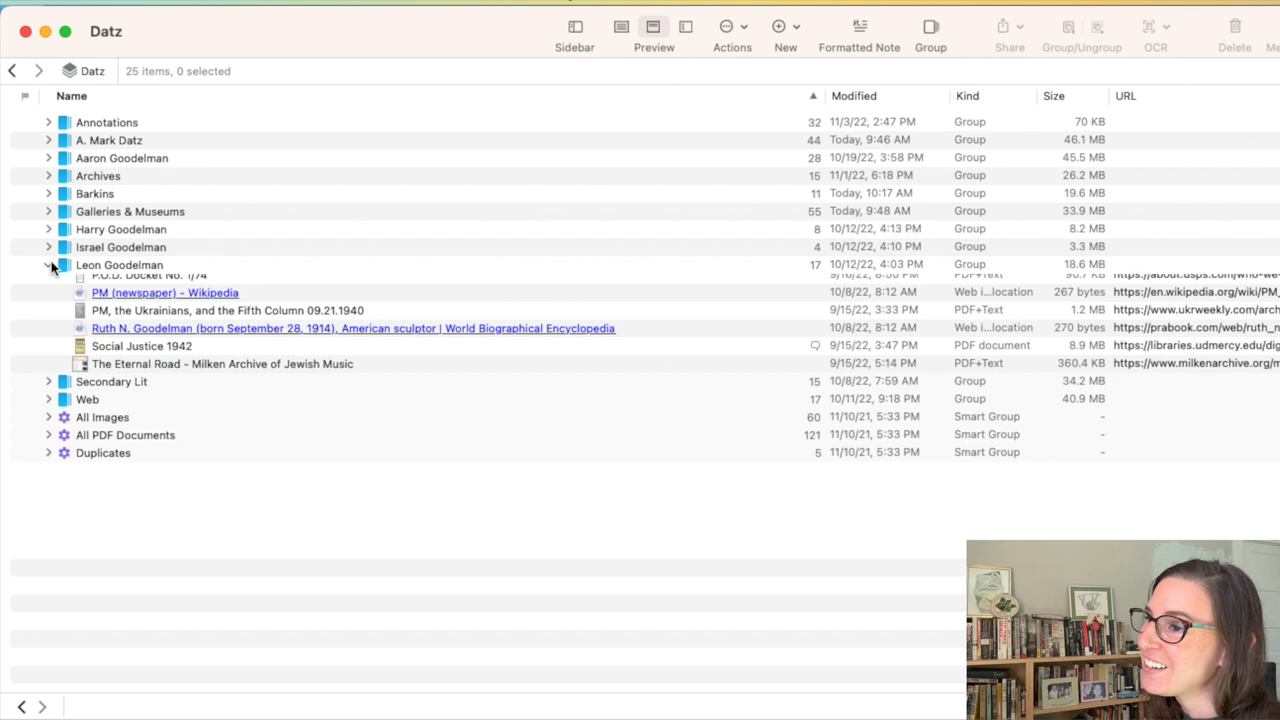 Datz
Sidebar Preview Actions New Formatted Note Group Share Group/Ungroup OCR Delete
Datz 25 items, 0 selected
Name Modified Kind Size URL
Annotations 32 11/3/22, 2:47 PM Group 70 KB
A. Mark Datz 44 Today, 9:46 AM Group 46.1 MB
Aaron Goodelman 28 10/19/22, 3:58 PM Group 45.5 MB
Archives 15 11/1/22, 6:18 PM Group 26.2 MB
Barkins 11 Today, 10:17 AM Group 19.6 MB
Galleries & Museums 55 Today, 9:48 AM Group 33.9 MB
Harry Goodelman 8 10/12/22, 4:13 PM Group 8.2 MB
Israel Goodelman 4 10/12/22, 4:10 PM Group 3.3 MB
Leon Goodelman 17 10/12/22, 4:03 PM Group 18.6 MB
P.O.D. Docket No. 1/74 PDF+Text https://about.usps.com/who-we-
PM (newspaper) - Wikipedia 10/8/22, 8:12 AM Web i...location 267 bytes https://en.wikipedia.org/wiki/PM_
PM, the Ukrainians, and the Fifth Column 09.21.1940 9/15/22, 3:33 PM PDF+Text 1.2 MB http://www.ukrweekly.com/arch
Ruth N. Goodelman (born September 28, 1914), American sculptor | World Biographical Encyclopedia 10/8/22, 8:12 AM Web i...location 270 bytes https://prabook.com/web/ruth_n
Social Justice 1942 9/15/22, 3:47 PM PDF document 8.9 MB https://libraries.udmercy.edu/dig
The Eternal Road - Milken Archive of Jewish Music 9/15/22, 5:14 PM PDF+Text 360.4 KB https://www.milkenarchive.org/m
Secondary Lit 15 10/8/22, 7:59 AM Group 34.2 MB
Web 17 10/11/22, 9:18 PM Group 40.9 MB
All Images 60 11/10/21, 5:33 PM Smart Group -
All PDF Documents 121 11/10/21, 5:33 PM Smart Group -
Duplicates 5 11/10/21, 5:33 PM Smart Group -